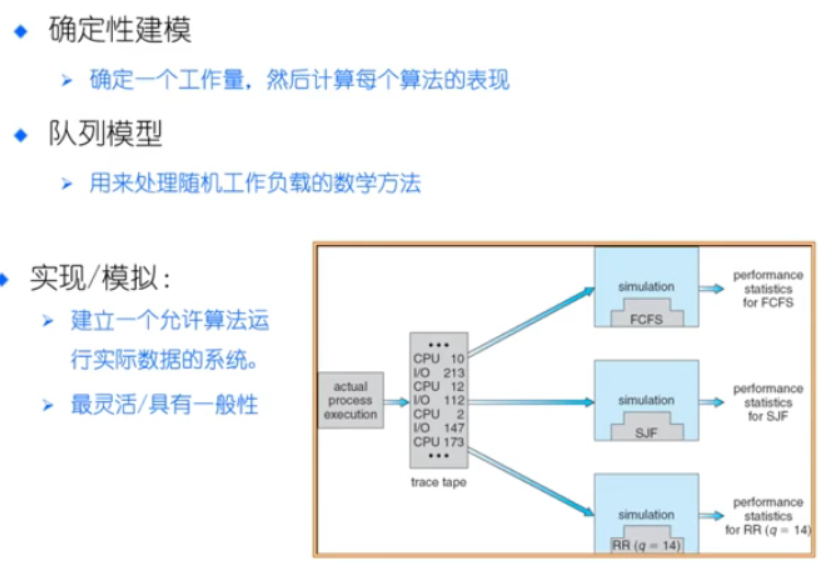 确定性建模
确定一个工作量，然后计算每个算法的表现
队列模型
用来处理随机工作负载的数学方法
实现/模拟：
建立一个允许算法运
行实际数据的系统。
最灵活/具有一般性
actual
process
execution
•••
CPU 10
I/O 213
CPU 12
I/O 112
CPU 2
I/O 147
CPU 173
•••
trace tape
simulation
FCFS
performance
statistics
for FCFS
simulation
SJF
performance
statistics
for SJF
simulation
RR (q = 14)
performance
statistics
for RR (q = 14)